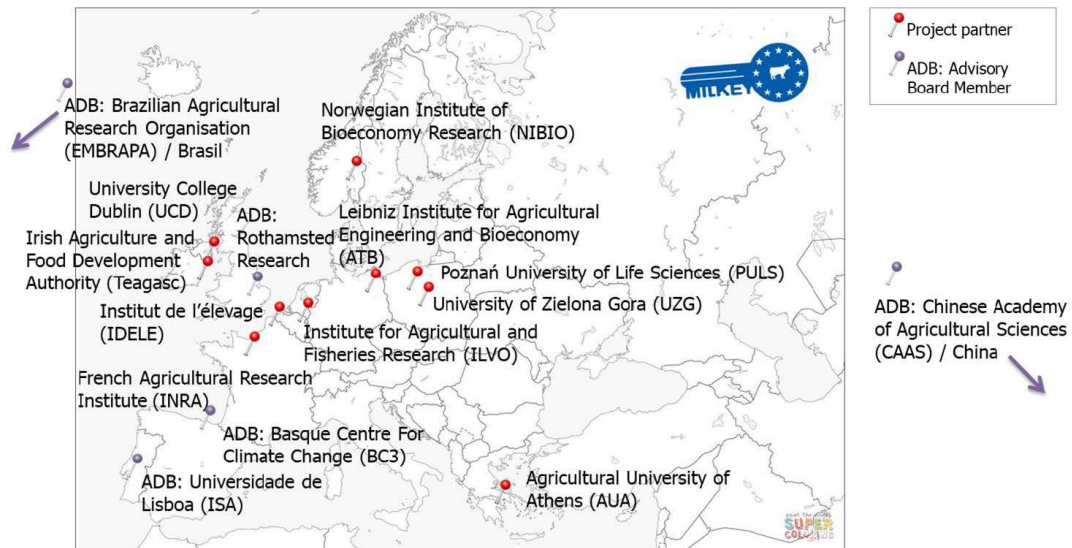 Project partner
ADB: Advisory
Board Member
MILKEY
ADB: Brazilian Agricultural
Research Organisation
(EMBRAPA) / Brasil
Norwegian Institute of
Bioeconomy Research (NIBIO)
University College
Dublin (UCD)
ADB:
Rothamsted
Research
Leibniz Institute for Agricultural
Engineering and Bioeconomy
(ATB)
Irish Agriculture and
Food Development
Authority (Teagasc)
Poznań University of Life Sciences (PULS)
University of Zielona Gora (UZG)
ADB: Chinese Academy
of Agricultural Sciences
(CAAS) / China
Institut de l’élevage
(IDELE)
Institute for Agricultural and
Fisheries Research (ILVO)
French Agricultural Research
Institute (INRA)
ADB: Basque Centre For
Climate Change (BC3)
ADB: Universidade de
Lisboa (ISA)
Agricultural University of
Athens (AUA)
SUPER